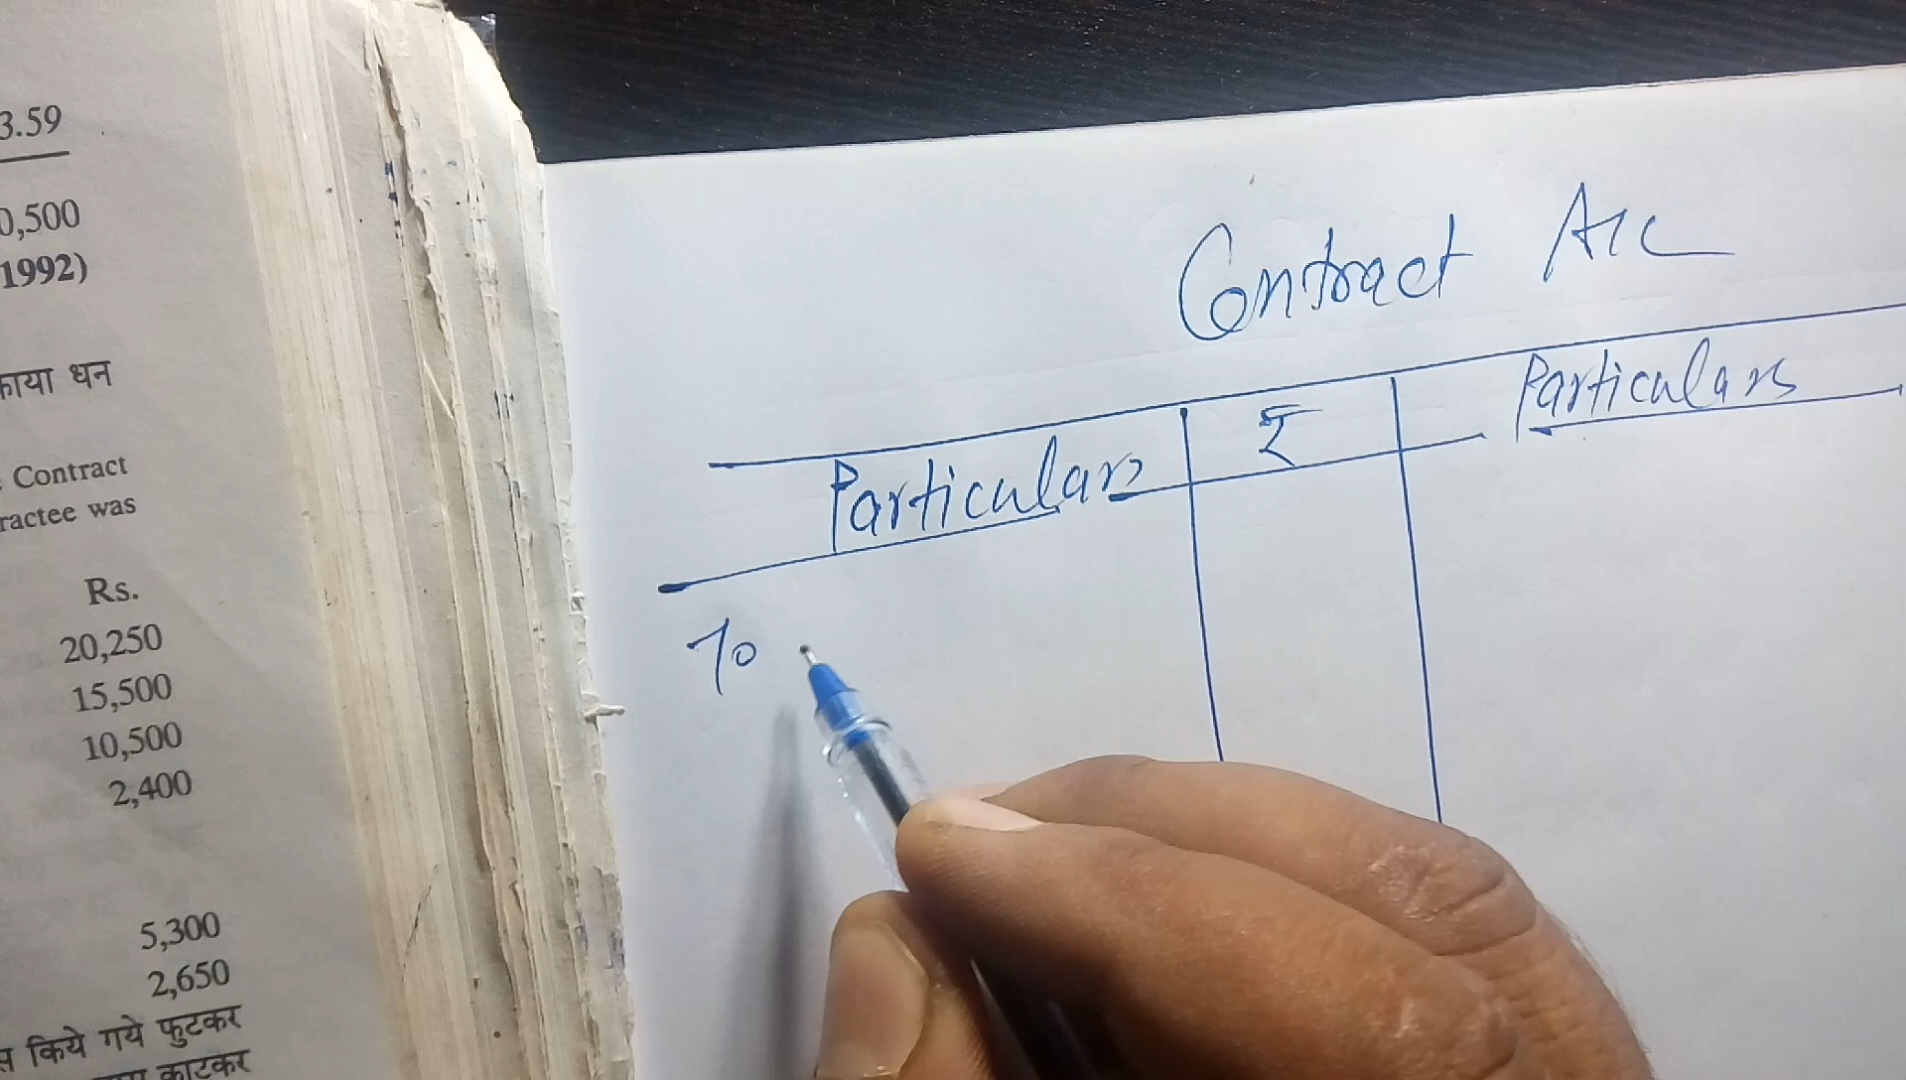 3.59
0,500
1992)
काया धन
Contract
ractee was
Rs.
20,250
15,500
10,500
2,400
5,300
2,650
किये गये फुटकर
काटकर
Contract A/c
Particulars ₹ Particulars
To